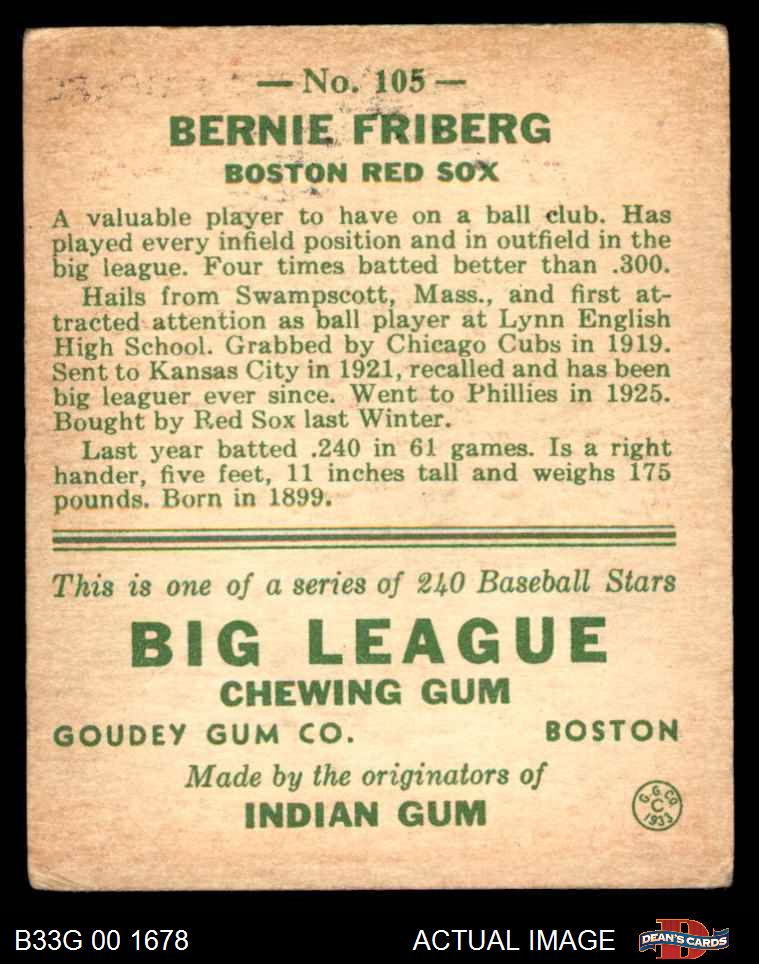 — No. 105 —
BERNIE FRIBERG
BOSTON RED SOX
A valuable player to have on a ball club. Has
played every infield position and in outfield in the
big league. Four times batted better than .300.
Hails from Swampscott, Mass., and first at-
tracted attention as ball player at Lynn English
High School. Grabbed by Chicago Cubs in 1919.
Sent to Kansas City in 1921, recalled and has been
big leaguer ever since. Went to Phillies in 1925.
Bought by Red Sox last Winter.
Last year batted .240 in 61 games. Is a right
hander, five feet, 11 inches tall and weighs 175
pounds. Born in 1899.
This is one of a series of 240 Baseball Stars
BIG LEAGUE
CHEWING GUM
GOUDEY GUM CO. BOSTON
Made by the originators of
INDIAN GUM
G.G.CO.
C
1933
B33G 00 1678 ACTUAL IMAGE
D
DEAN'S CARDS